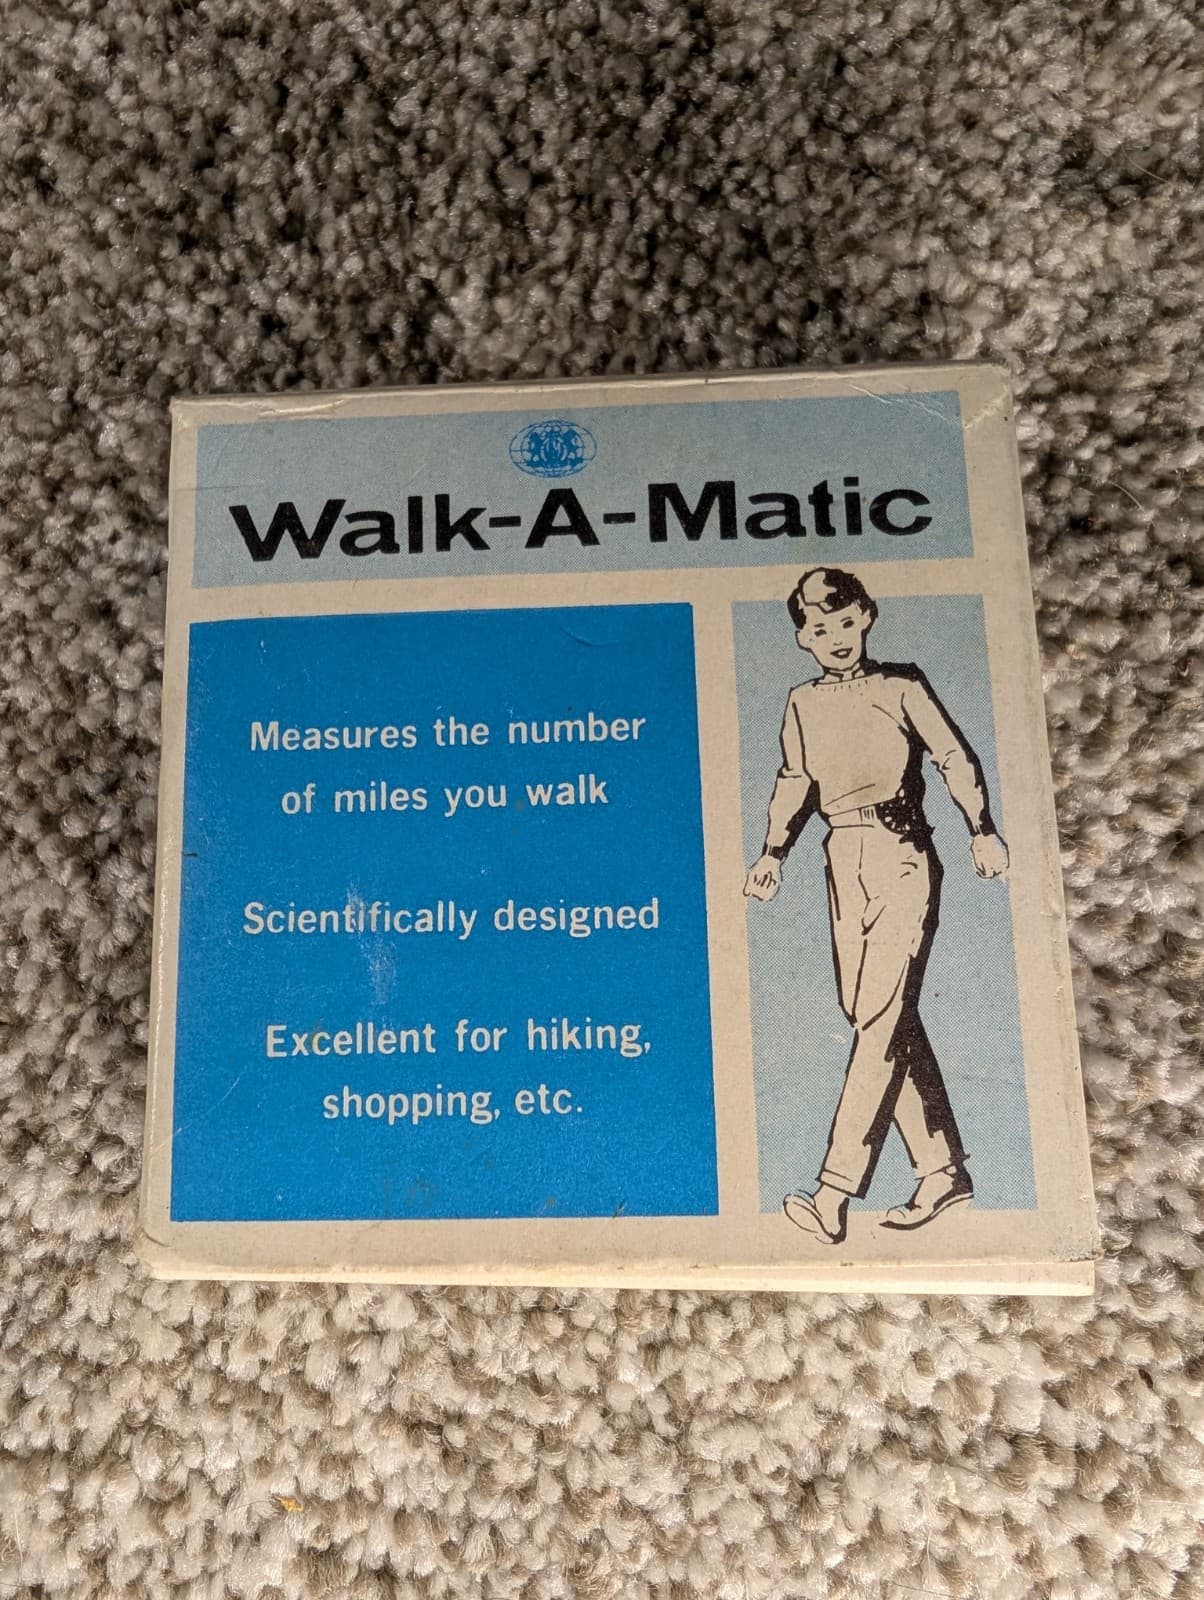 Walk-A-Matic
Measures the number
of miles you walk
Scientifically designed
Excellent for hiking,
shopping, etc.